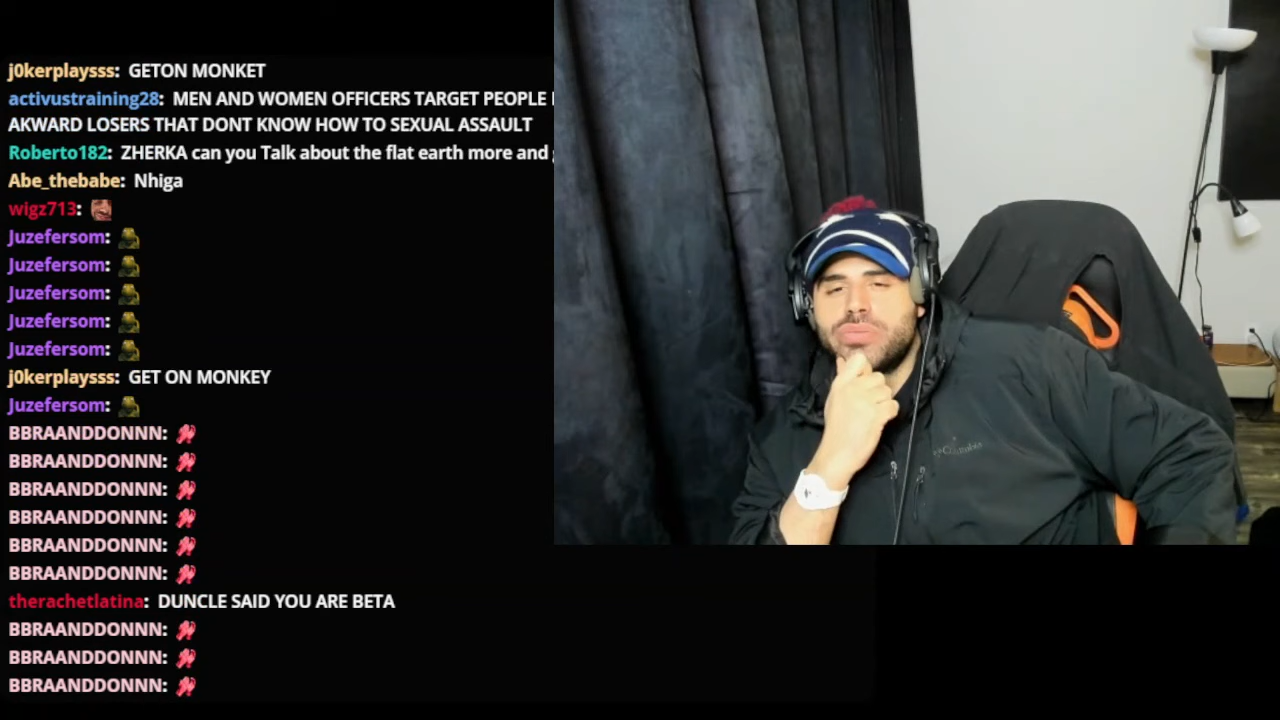 j0kerplaysss: GETON MONKET
activustraining28: MEN AND WOMEN OFFICERS TARGET PEOPLE
AKWARD LOSERS THAT DONT KNOW HOW TO SEXUAL ASSAULT
Roberto182: ZHERKA can you Talk about the flat earth more and
Abe_thebabe: Nhiga
wigz713:
Juzefersom:
Juzefersom:
Juzefersom:
Juzefersom:
Juzefersom:
j0kerplaysss: GET ON MONKEY
Juzefersom:
BBRAANDDONNN:
BBRAANDDONNN:
BBRAANDDONNN:
BBRAANDDONNN:
BBRAANDDONNN:
BBRAANDDONNN:
therachetlatina: DUNCLE SAID YOU ARE BETA
BBRAANDDONNN:
BBRAANDDONNN:
BBRAANDDONNN:
Columbia